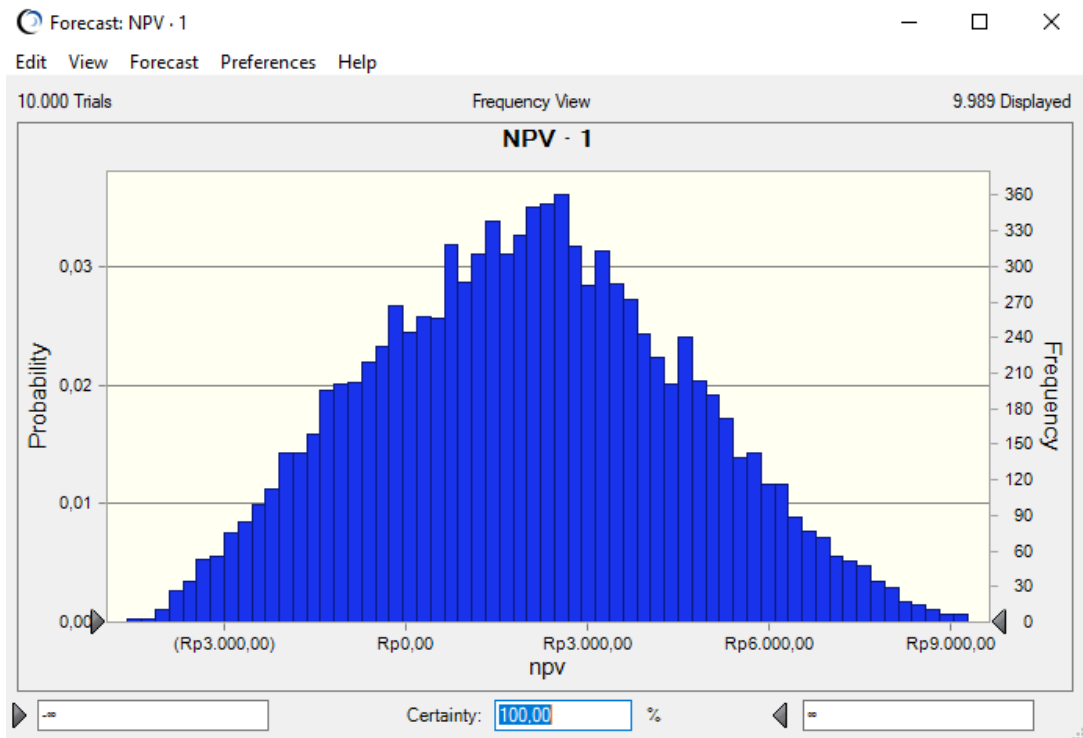 Forecast: NPV · 1
Edit View Forecast Preferences Help
10.000 Trials Frequency View 9.989 Displayed
NPV · 1
Probability
0,03
0,02
0,01
0,00
360
330
300
270
240
210
180
150
120
90
60
30
0
Frequency
(Rp3.000,00) Rp0,00 Rp3.000,00 Rp6.000,00 Rp9.000,00
npv
-∞ Certainty: 100,00 % ∞